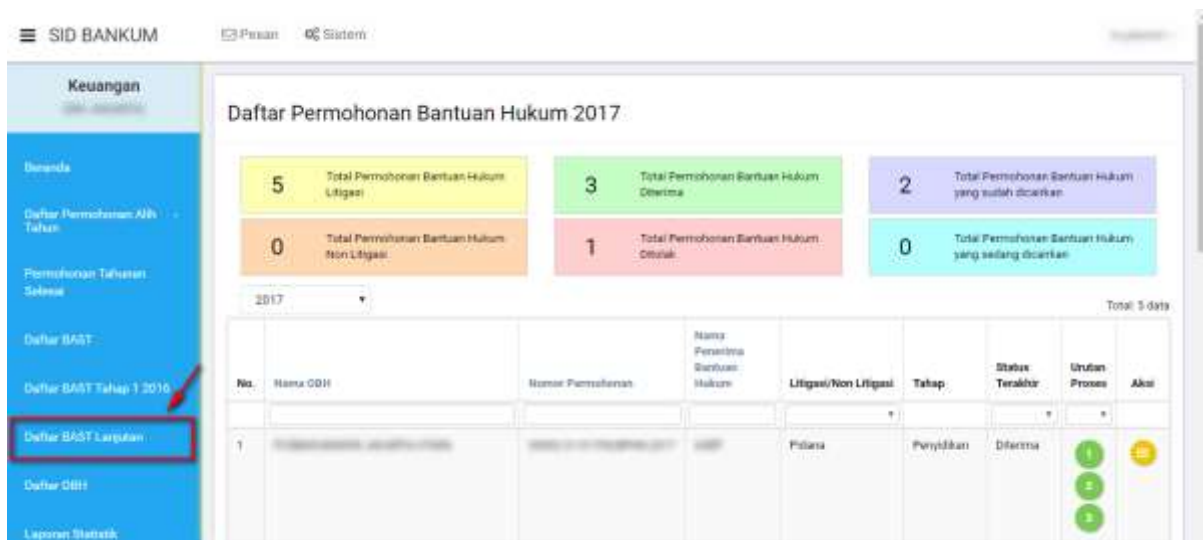 SID BANKUM
Pesan
Sistem
Keuangan
Beranda
Daftar Permohonan Alih
Tahun
Permohonan Tahunan
Selesai
Daftar BAST
Daftar BAST Tahap 1 2016
Daftar BAST Lanjutan
Daftar OBH
Laporan Statistik
Daftar Permohonan Bantuan Hukum 2017
5
Total Permohonan Bantuan Hukum
Litigasi
3
Total Permohonan Bantuan Hukum
Diterima
2
Total Permohonan Bantuan Hukum
yang sudah dicairkan
0
Total Permohonan Bantuan Hukum
Non Litigasi
1
Total Permohonan Bantuan Hukum
Ditolak
0
Total Permohonan Bantuan Hukum
yang sedang dicairkan
2017
Total: 5 data
No.
Nama OBH
Nomor Permohonan
Nama
Penerima
Bantuan
Hukum
Litigasi/Non Litigasi
Tahap
Status
Terakhir
Urutan
Proses
Aksi
1
Pidana
Penyidikan
Diterima
1
2
3